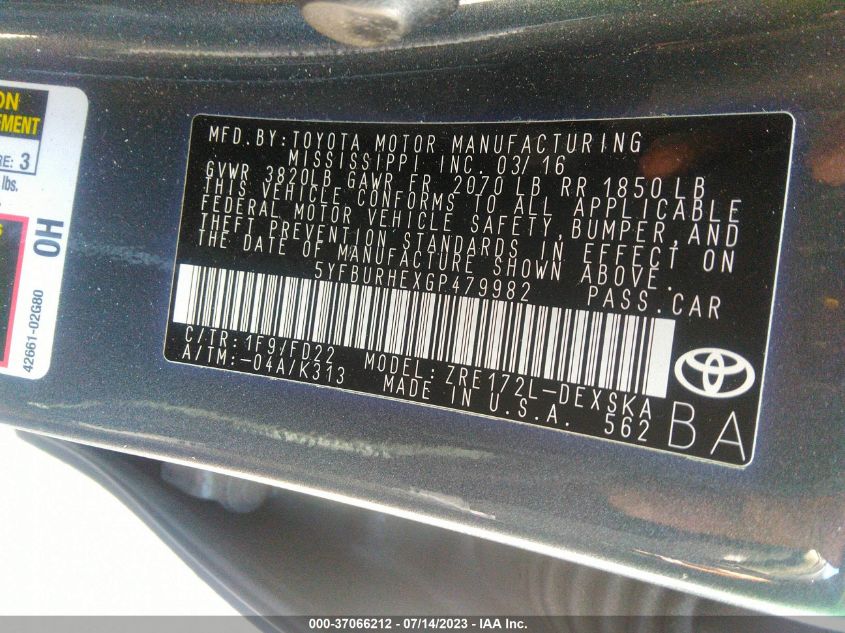 ON
EMENT
RE: 3
lbs.
S
OH
42661-02G80
MFD.BY:TOYOTA MOTOR MANUFACTURING
MISSISSIPPI INC. 03/16
GVWR 3820LB GAWR FR 2070 LB RR 1850 LB
THIS VEHICLE CONFORMS TO ALL APPLICABLE
FEDERAL MOTOR VEHICLE SAFETY, BUMPER, AND
THEFT PREVENTION STANDARDS IN EFFECT ON
THE DATE OF MANUFACTURE SHOWN ABOVE.
5YFBURHEXGP479982 PASS.CAR
C/TR:1F9/FD22 MODEL: ZRE172L-DEXSKA
A/TM:-04A/K313 MADE IN U.S.A. 562
BA
000-37066212 - 07/14/2023 - IAA Inc.